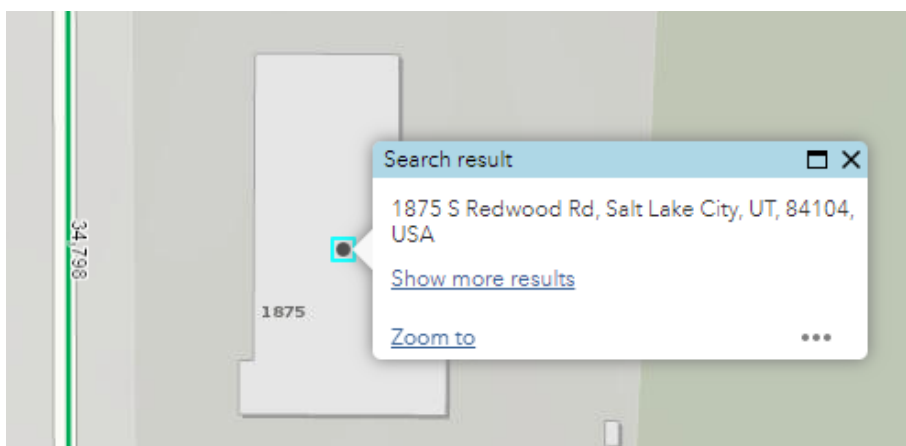 Search result
1875 S Redwood Rd, Salt Lake City, UT, 84104,
USA
Show more results
Zoom to
34,798
1875